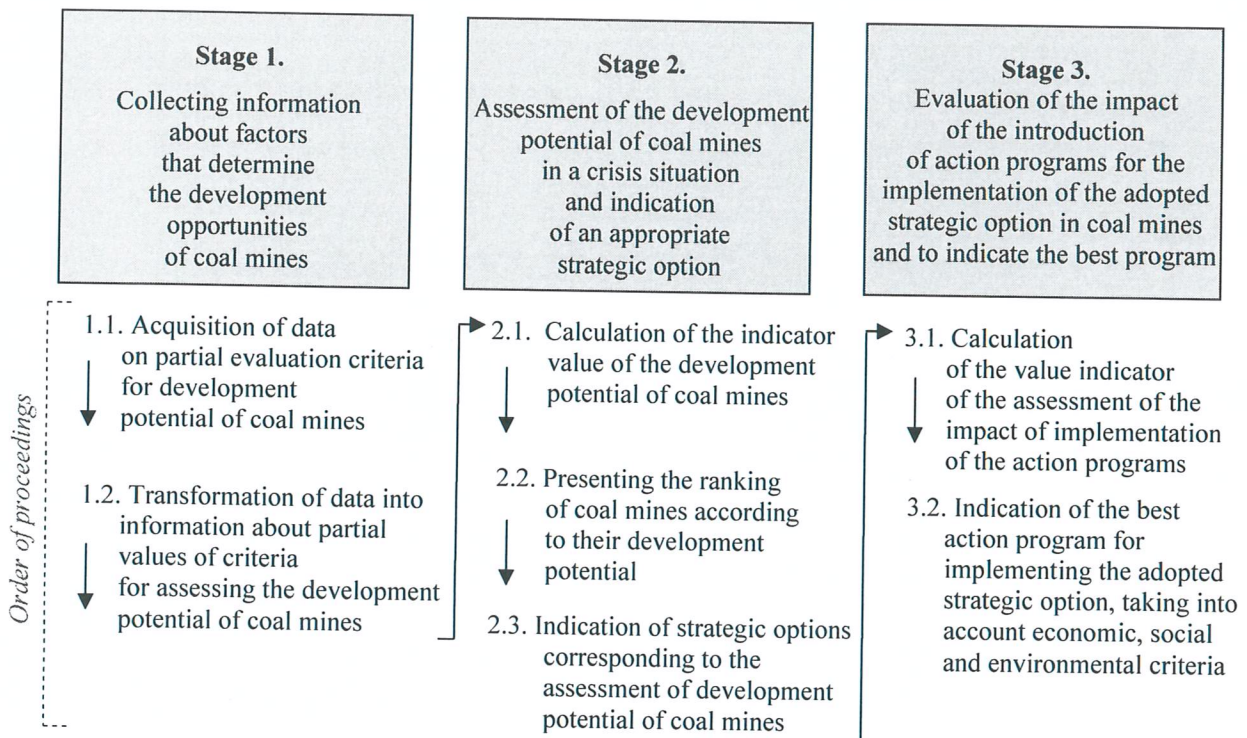 Stage 1.
Collecting information
about factors
that determine
the development
opportunities
of coal mines
Stage 2.
Assessment of the development
potential of coal mines
in a crisis situation
and indication
of an appropriate
strategic option
Stage 3.
Evaluation of the impact
of the introduction
of action programs for the
implementation of the adopted
strategic option in coal mines
and to indicate the best program
Order of proceedings
1.1. Acquisition of data
on partial evaluation criteria
for development
potential of coal mines
1.2. Transformation of data into
information about partial
values of criteria
for assessing the development
potential of coal mines
2.1. Calculation of the indicator
value of the development
potential of coal mines
2.2. Presenting the ranking
of coal mines according
to their development
potential
2.3. Indication of strategic options
corresponding to the
assessment of development
potential of coal mines
3.1. Calculation
of the value indicator
of the assessment of the
impact of implementation
of the action programs
3.2. Indication of the best
action program for
implementing the adopted
strategic option, taking into
account economic, social
and environmental criteria